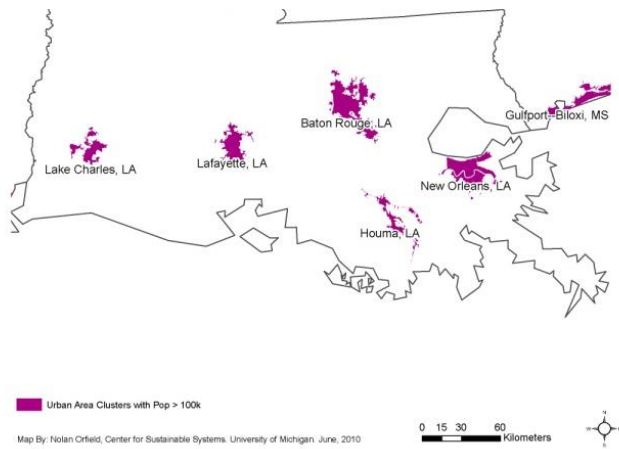 Baton Rouge, LA
Gulfport--Biloxi, MS
Lake Charles, LA
Lafayette, LA
New Orleans, LA
Houma, LA
Urban Area Clusters with Pop > 100k
Map By: Nolan Orfield, Center for Sustainable Systems. University of Michigan. June, 2010
0 15 30 60
Kilometers
N
W E
S